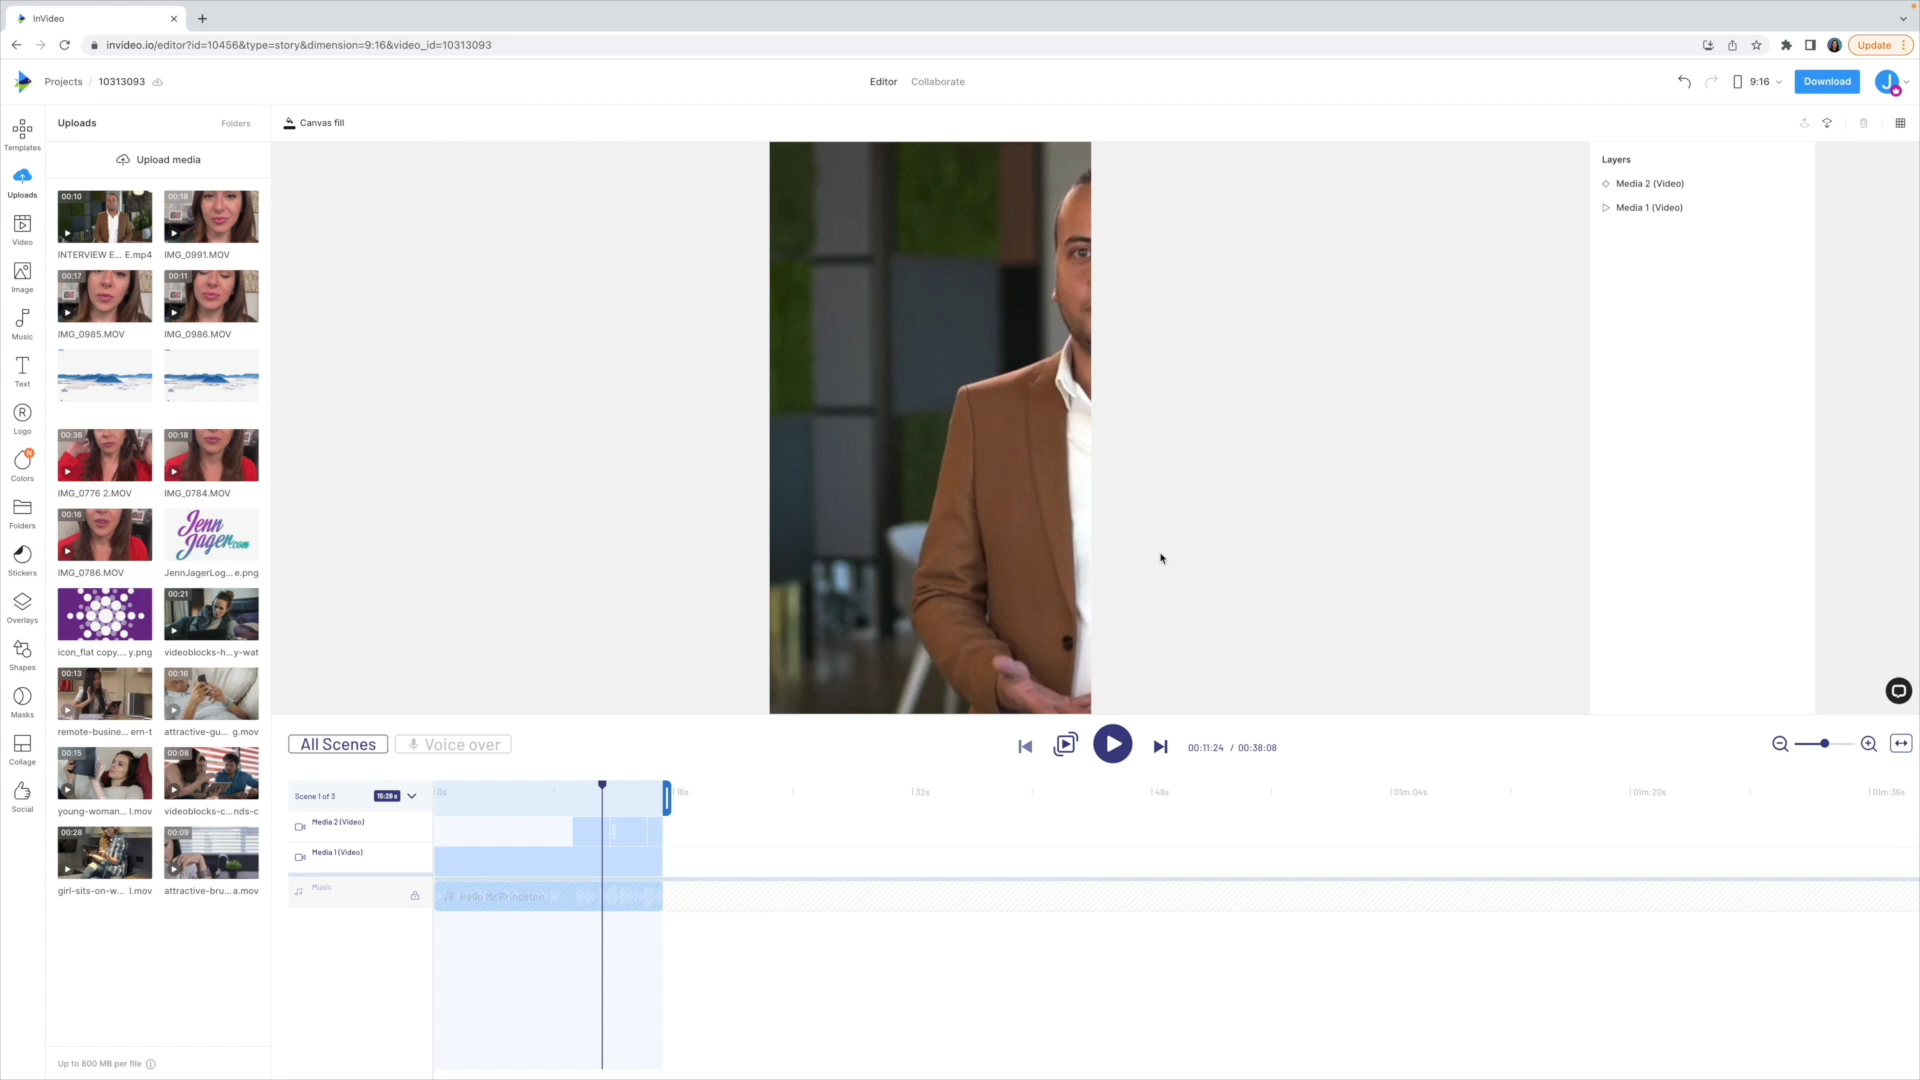 InVideo
invideo.io/editor?id=10456&type=story&dimension=9:16&video_id=10313093
Update
Projects / 10313093
Editor
Collaborate
9:16
Download
J
Templates
Uploads
Video
Image
Music
Text
Logo
Colors
N
Folders
Stickers
Overlays
Shapes
Masks
Collage
Social
Uploads
Folders
Upload media
00:10
00:18
INTERVIEW E... E.mp4
IMG_0991.MOV
00:17
00:11
IMG_0985.MOV
IMG_0986.MOV
00:36
00:18
IMG_0776 2.MOV
IMG_0784.MOV
00:16
Jenn
Jager.com
IMG_0786.MOV
JennJagerLog... e.png
00:21
icon_flat copy.... y.png
videoblocks-h...y-wat
00:13
00:16
remote-busine... ern-t
attractive-gu... g.mov
00:15
00:08
young-woman... l.mov
videoblocks-c...nds-c
00:28
00:09
girl-sits-on-w... l.mov
attractive-bru... a.mov
Up to 800 MB per file
Canvas fill
Layers
Media 2 (Video)
Media 1 (Video)
All Scenes
Voice over
00:11:24 / 00:38:08
Scene 1 of 3
15:28 s
0s
16s
32s
48s
01m:04s
01m:20s
01m:36s
Media 2 (Video)
Media 1 (Video)
Music
Hello Mr Princeton